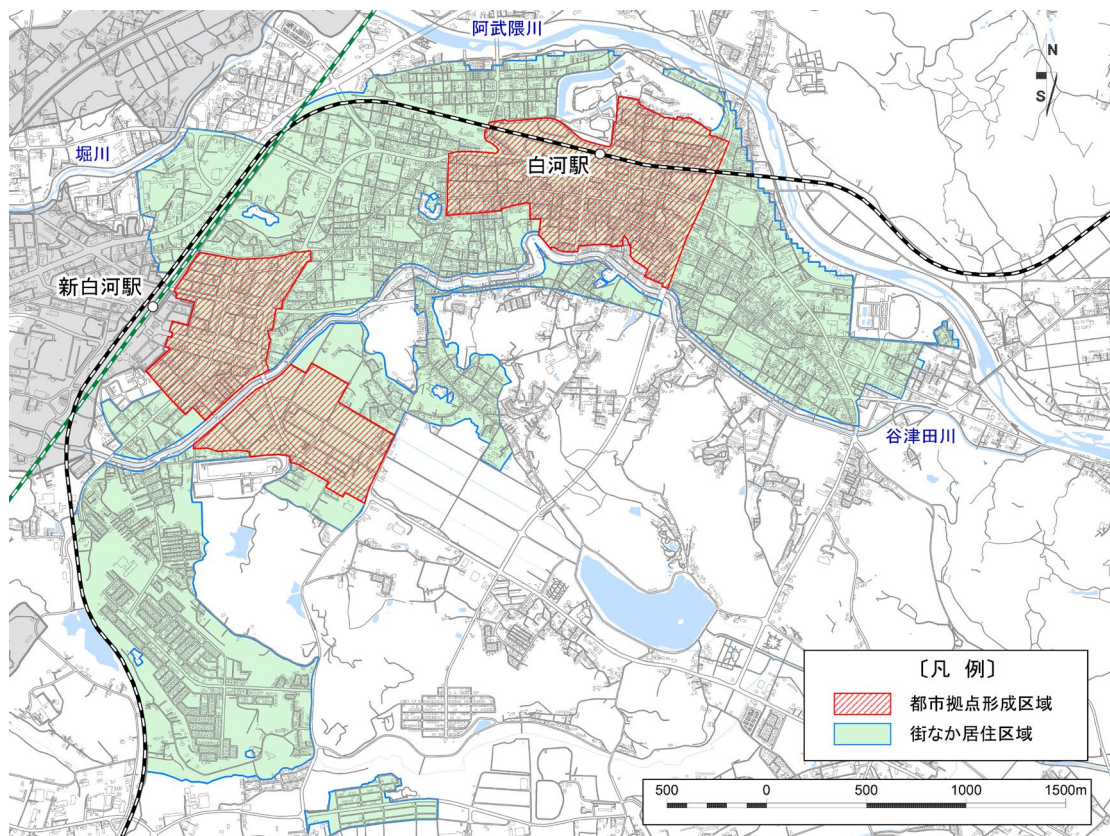 阿武隈川
N
S
堀川
白河駅
新白河駅
谷津田川
〔凡 例〕
都市拠点形成区域
街なか居住区域
500 0 500 1000 1500m